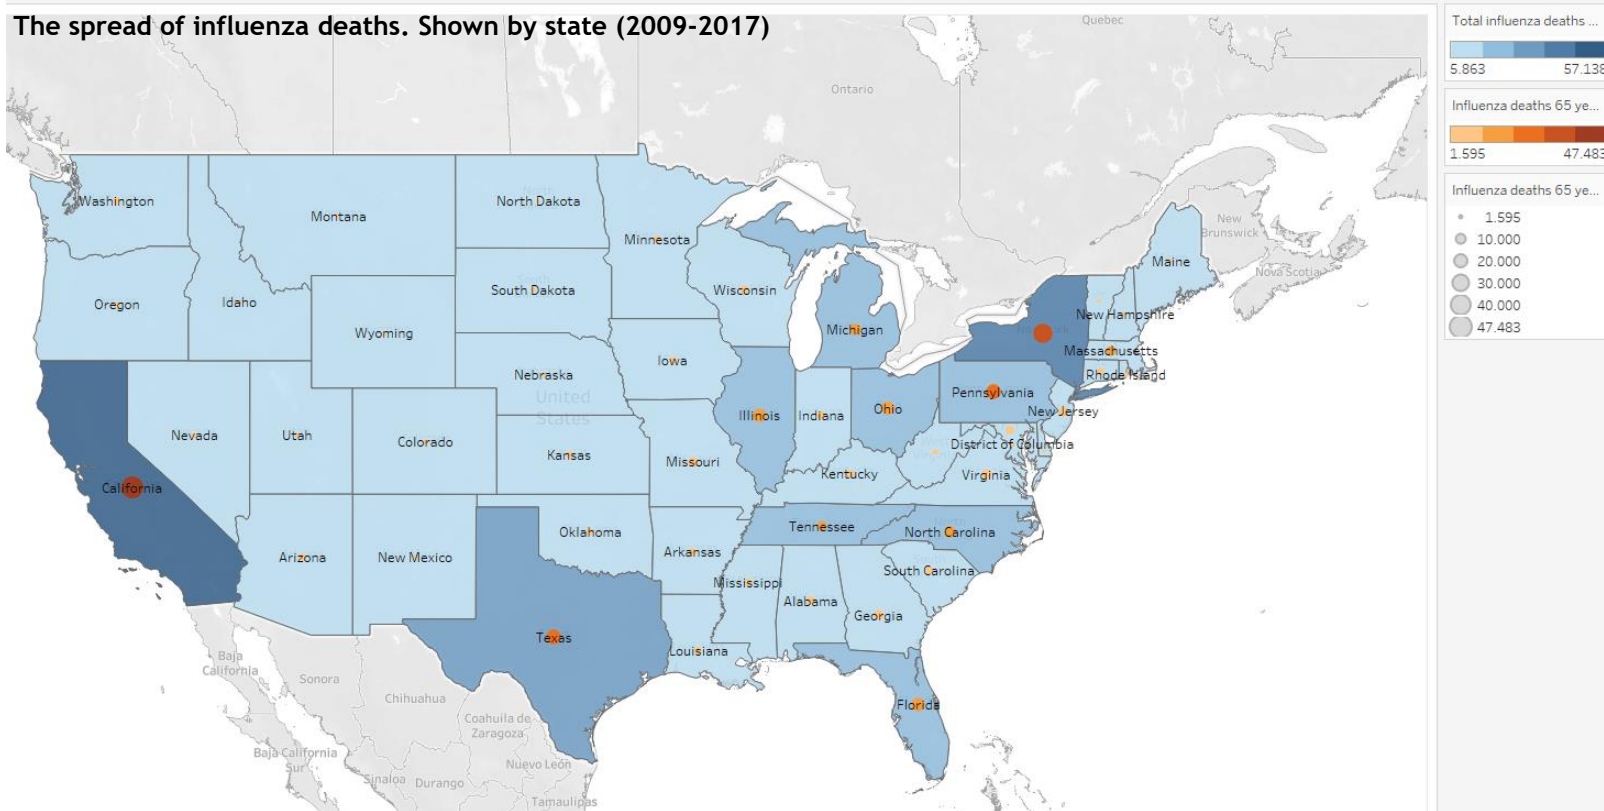 The spread of influenza deaths. Shown by state (2009-2017)
Quebec
Ontario
New
Brunswick
Nova Scotia
Washington
Montana
North Dakota
Minnesota
Maine
Oregon
Idaho
South Dakota
Wisconsin
Wyoming
Michigan
New Hampshire
Massachusetts
Iowa
Rhode Island
Nebraska
Pennsylvania
United
States
Illinois
Indiana
Ohio
New Jersey
Nevada
Utah
Colorado
District of Columbia
Kansas
Missouri
Kentucky
Virginia
California
Tennessee
North Carolina
Oklahoma
Arizona
New Mexico
Arkansas
South Carolina
Mississippi
Alabama
Georgia
Texas
Louisiana
Florida
Baja
California
Sonora
Chihuahua
Coahuila de
Zaragoza
Baja California
Sur
Sinaloa
Durango
Nuevo León
Tamaulipas
Total influenza deaths ...
5.863
57.138
Influenza deaths 65 ye...
1.595
47.483
Influenza deaths 65 ye...
1.595
10.000
20.000
30.000
40.000
47.483